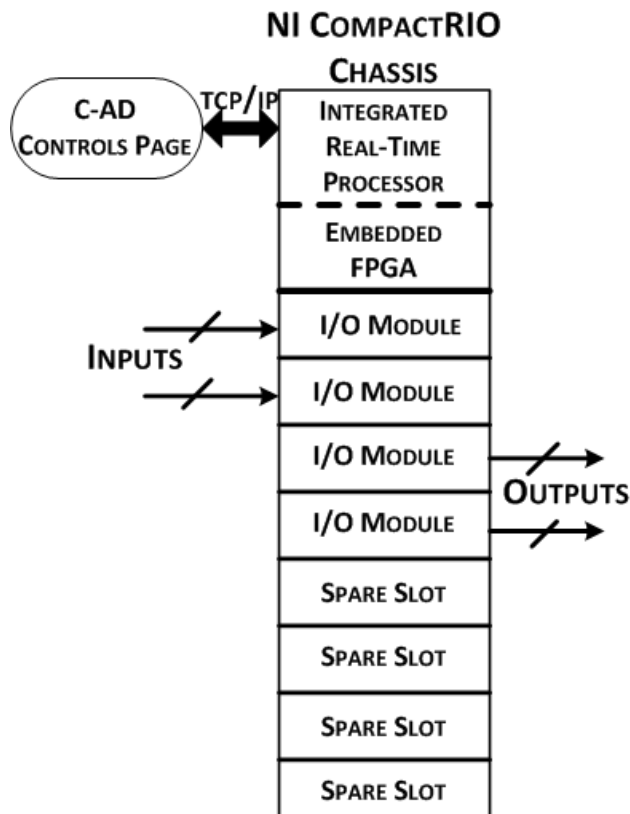 NI COMPACTRIO
CHASSIS
C-AD
CONTROLS PAGE
TCP/IP
INTEGRATED
REAL-TIME
PROCESSOR
EMBEDDED
FPGA
INPUTS
I/O MODULE
I/O MODULE
I/O MODULE
I/O MODULE
OUTPUTS
SPARE SLOT
SPARE SLOT
SPARE SLOT
SPARE SLOT